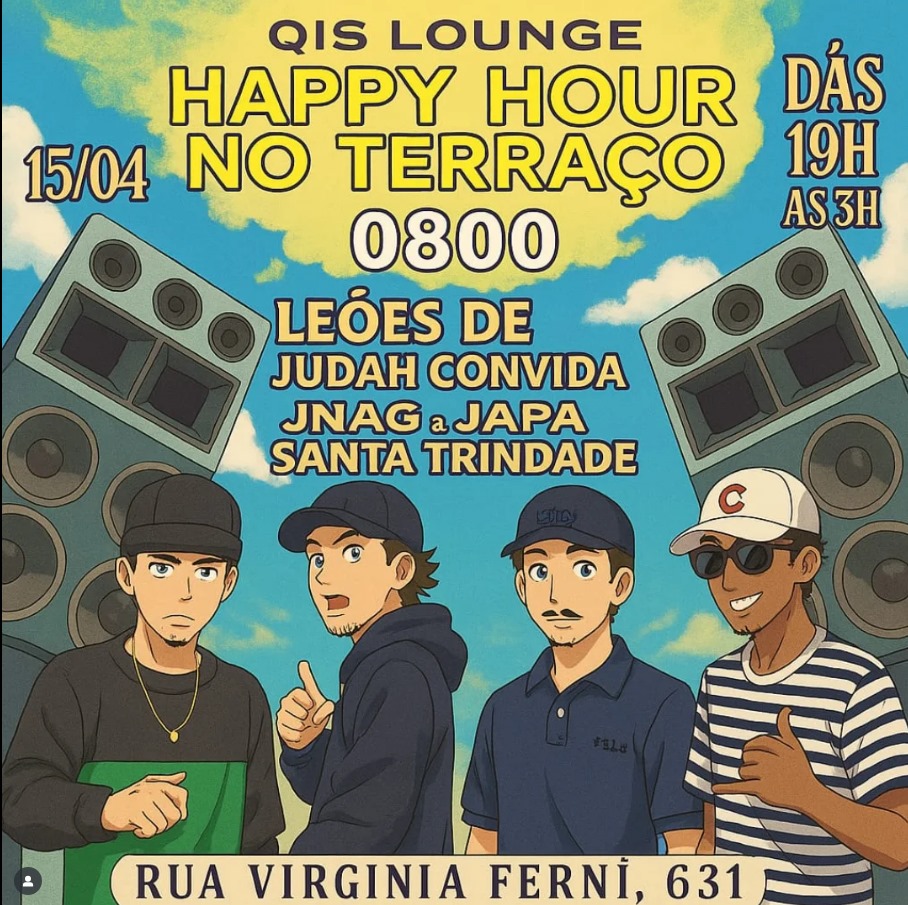 QIS LOUNGE
HAPPY HOUR
NO TERRAÇO
15/04
DÁS
19H
AS 3H
0800
LEÓES DE
JUDAH CONVIDA
JNAG a JAPA
SANTA TRINDADE
C
RUA VIRGINIA FERNÌ, 631